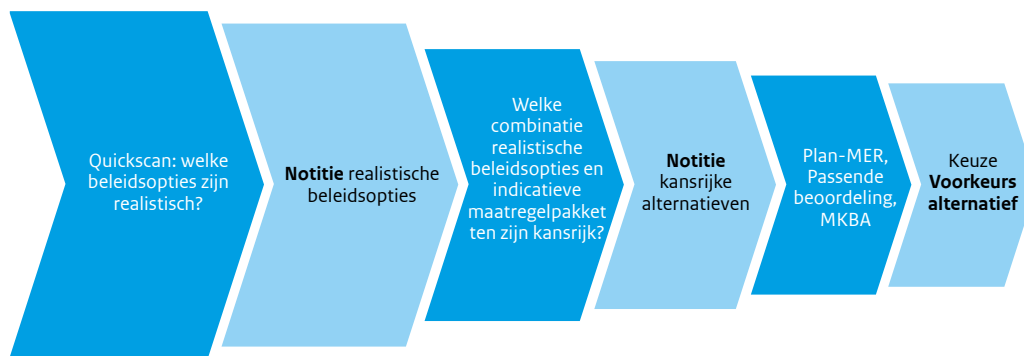 Quickscan: welke
beleidsopties zijn
realistisch?
Notitie realistische
beleidsopties
Welke
combinatie
realistische
beleidsopties en
indicatieve
maatregelpakket
ten zijn kansrijk?
Notitie
kansrijke
alternatieven
Plan-MER,
Passende
beoordeling,
MKBA
Keuze
Voorkeurs
alternatief